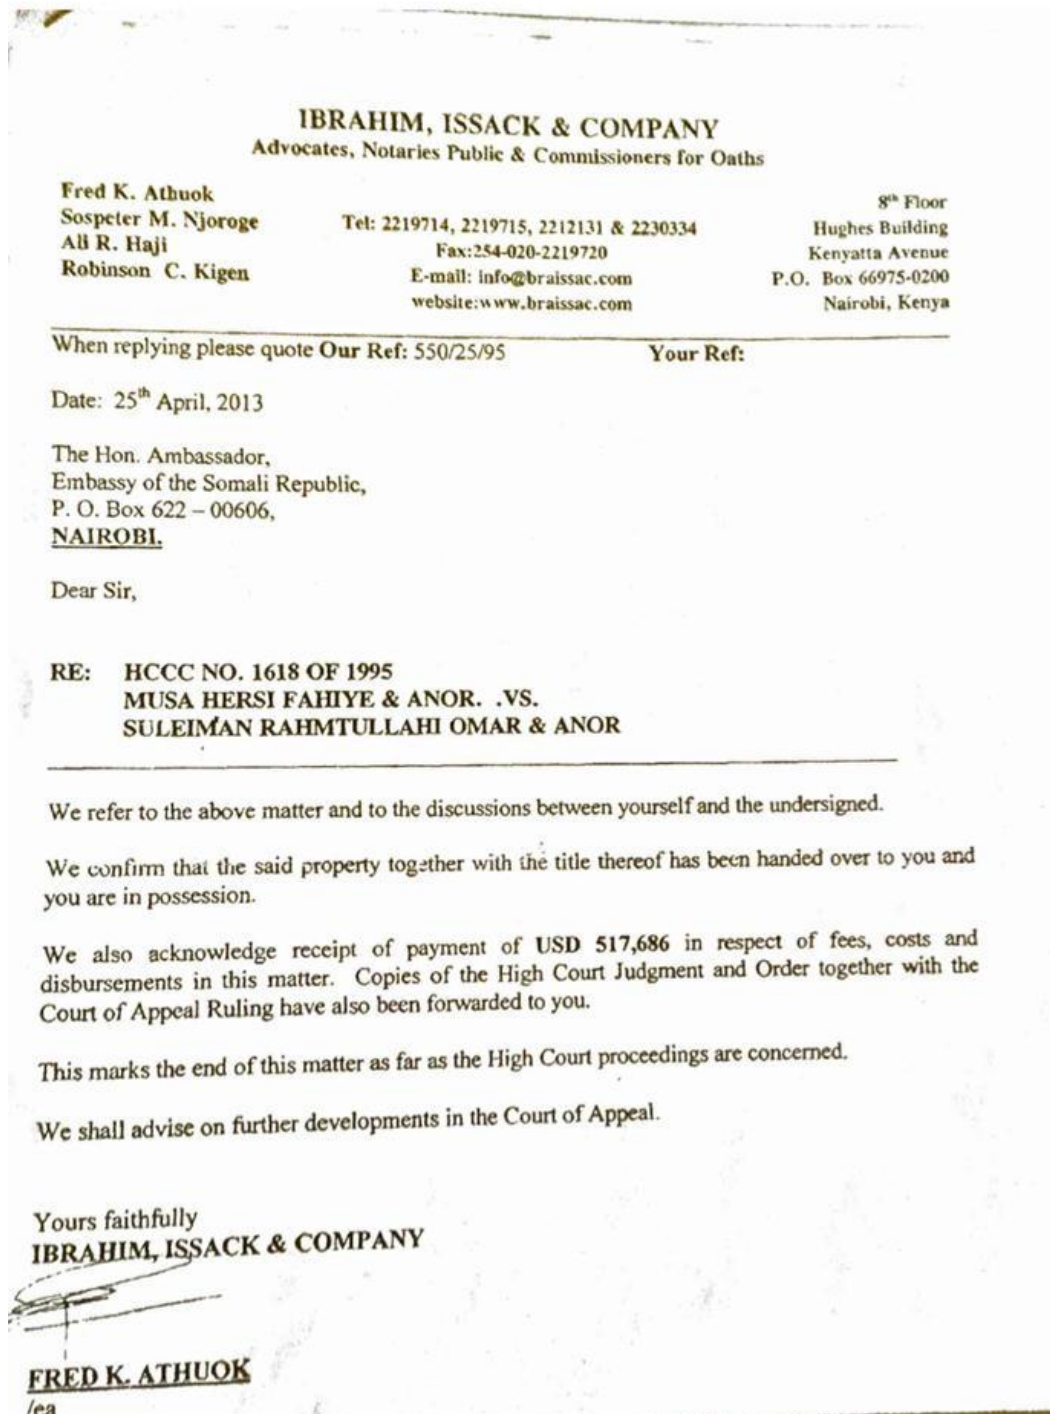 IBRAHIM, ISSACK & COMPANY
Advocates, Notaries Public & Commissioners for Oaths
Fred K. Athuok
Sospeter M. Njoroge
Ali R. Haji
Robinson C. Kigen
Tel: 2219714, 2219715, 2212131 & 2230334
Fax:254-020-2219720
E-mail: info@braissac.com
website:www.braissac.com
8th Floor
Hughes Building
Kenyatta Avenue
P.O. Box 66975-0200
Nairobi, Kenya
When replying please quote Our Ref: 550/25/95 Your Ref:
Date: 25th April, 2013
The Hon. Ambassador,
Embassy of the Somali Republic,
P. O. Box 622 – 00606,
NAIROBI.
Dear Sir,
RE: HCCC NO. 1618 OF 1995
MUSA HERSI FAHIYE & ANOR. .VS.
SULEIMAN RAHMTULLAHI OMAR & ANOR
We refer to the above matter and to the discussions between yourself and the undersigned.
We confirm that the said property together with the title thereof has been handed over to you and
you are in possession.
We also acknowledge receipt of payment of USD 517,686 in respect of fees, costs and
disbursements in this matter. Copies of the High Court Judgment and Order together with the
Court of Appeal Ruling have also been forwarded to you.
This marks the end of this matter as far as the High Court proceedings are concerned.
We shall advise on further developments in the Court of Appeal.
Yours faithfully
IBRAHIM, ISSACK & COMPANY
FRED K. ATHUOK
/ea